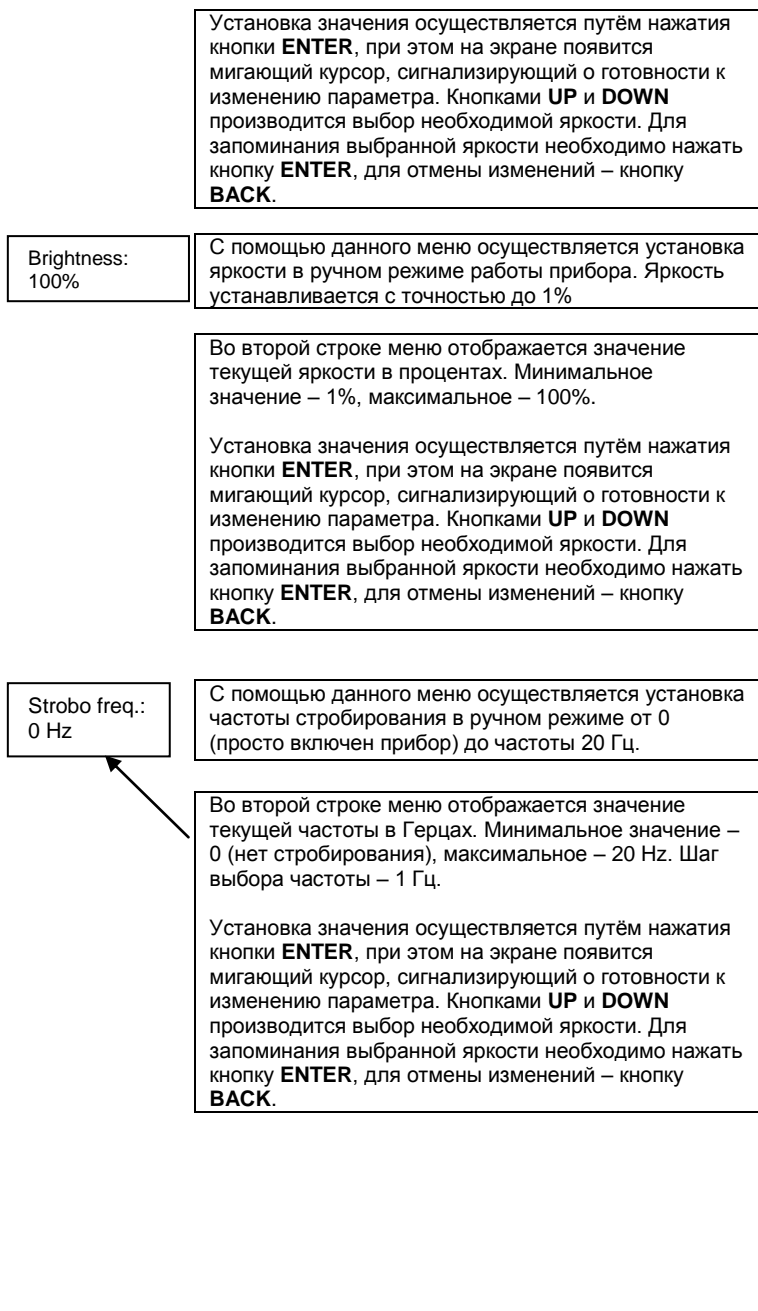 Установка значения осуществляется путём нажатия
кнопки ENTER, при этом на экране появится
мигающий курсор, сигнализирующий о готовности к
изменению параметра. Кнопками UP и DOWN
производится выбор необходимой яркости. Для
запоминания выбранной яркости необходимо нажать
кнопку ENTER, для отмены изменений – кнопку
BACK.
Brightness:
100%
С помощью данного меню осуществляется установка
яркости в ручном режиме работы прибора. Яркость
устанавливается с точностью до 1%
Во второй строке меню отображается значение
текущей яркости в процентах. Минимальное
значение – 1%, максимальное – 100%.
Установка значения осуществляется путём нажатия
кнопки ENTER, при этом на экране появится
мигающий курсор, сигнализирующий о готовности к
изменению параметра. Кнопками UP и DOWN
производится выбор необходимой яркости. Для
запоминания выбранной яркости необходимо нажать
кнопку ENTER, для отмены изменений – кнопку
BACK.
Strobo freq.:
0 Hz
С помощью данного меню осуществляется установка
частоты стробирования в ручном режиме от 0
(просто включен прибор) до частоты 20 Гц.
Во второй строке меню отображается значение
текущей частоты в Герцах. Минимальное значение –
0 (нет стробирования), максимальное – 20 Hz. Шаг
выбора частоты – 1 Гц.
Установка значения осуществляется путём нажатия
кнопки ENTER, при этом на экране появится
мигающий курсор, сигнализирующий о готовности к
изменению параметра. Кнопками UP и DOWN
производится выбор необходимой яркости. Для
запоминания выбранной яркости необходимо нажать
кнопку ENTER, для отмены изменений – кнопку
BACK.